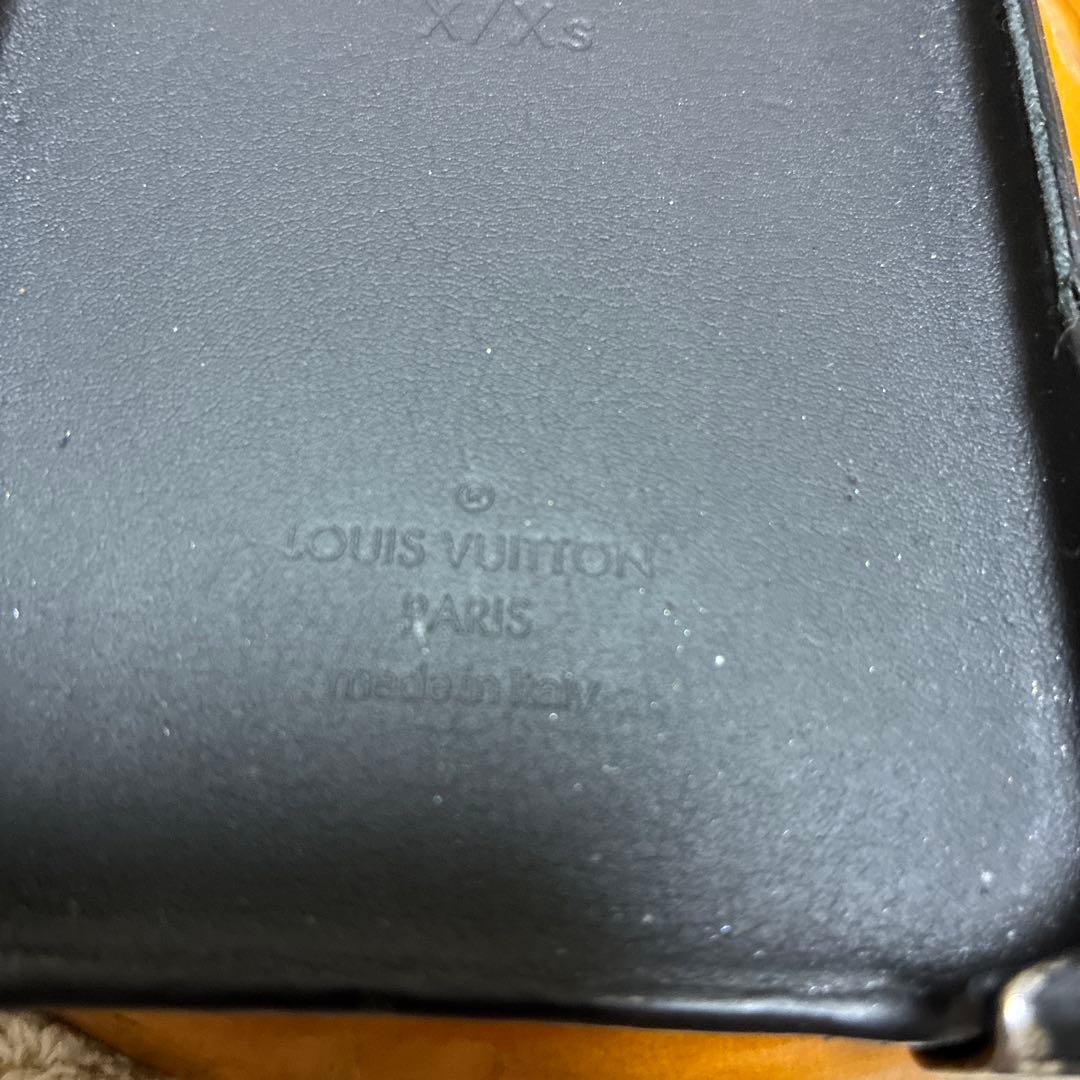 X/Xs
LOUIS VUITTON
PARIS
made in Italy